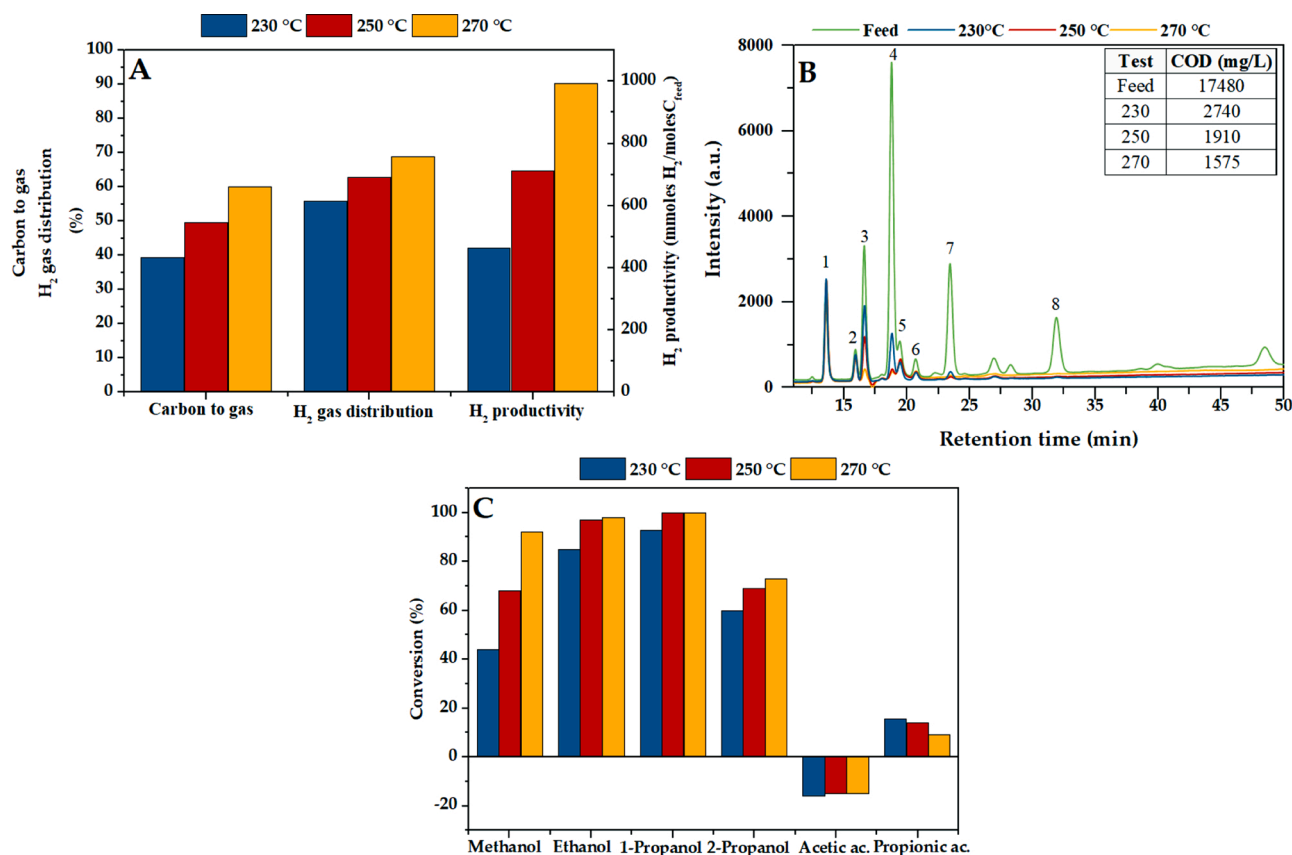 230 °C 250 °C 270 °C
A
Carbon to gas
H2 gas distribution
(%)
100
90
80
70
60
50
40
30
20
10
0
1000
800
600
400
200
0
H2 productivity (mmoles H2/molesCfeed)
Carbon to gas H2 gas distribution H2 productivity
Feed 230°C 250 °C 270 °C
B
Test COD (mg/L)
Feed 17480
230 2740
250 1910
270 1575
Intensity (a.u.)
8000
6000
4000
2000
0
1
2
3
4
5
6
7
8
15 20 25 30 35 40 45 50
Retention time (min)
230 °C 250 °C 270 °C
C
Conversion (%)
100
80
60
40
20
0
-20
Methanol Ethanol 1-Propanol 2-Propanol Acetic ac. Propionic ac.